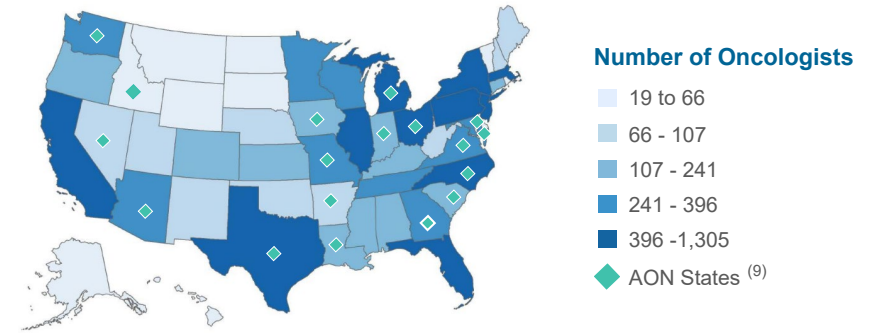 Number of Oncologists
19 to 66
66 - 107
107 - 241
241 - 396
396 -1,305
AON States (9)